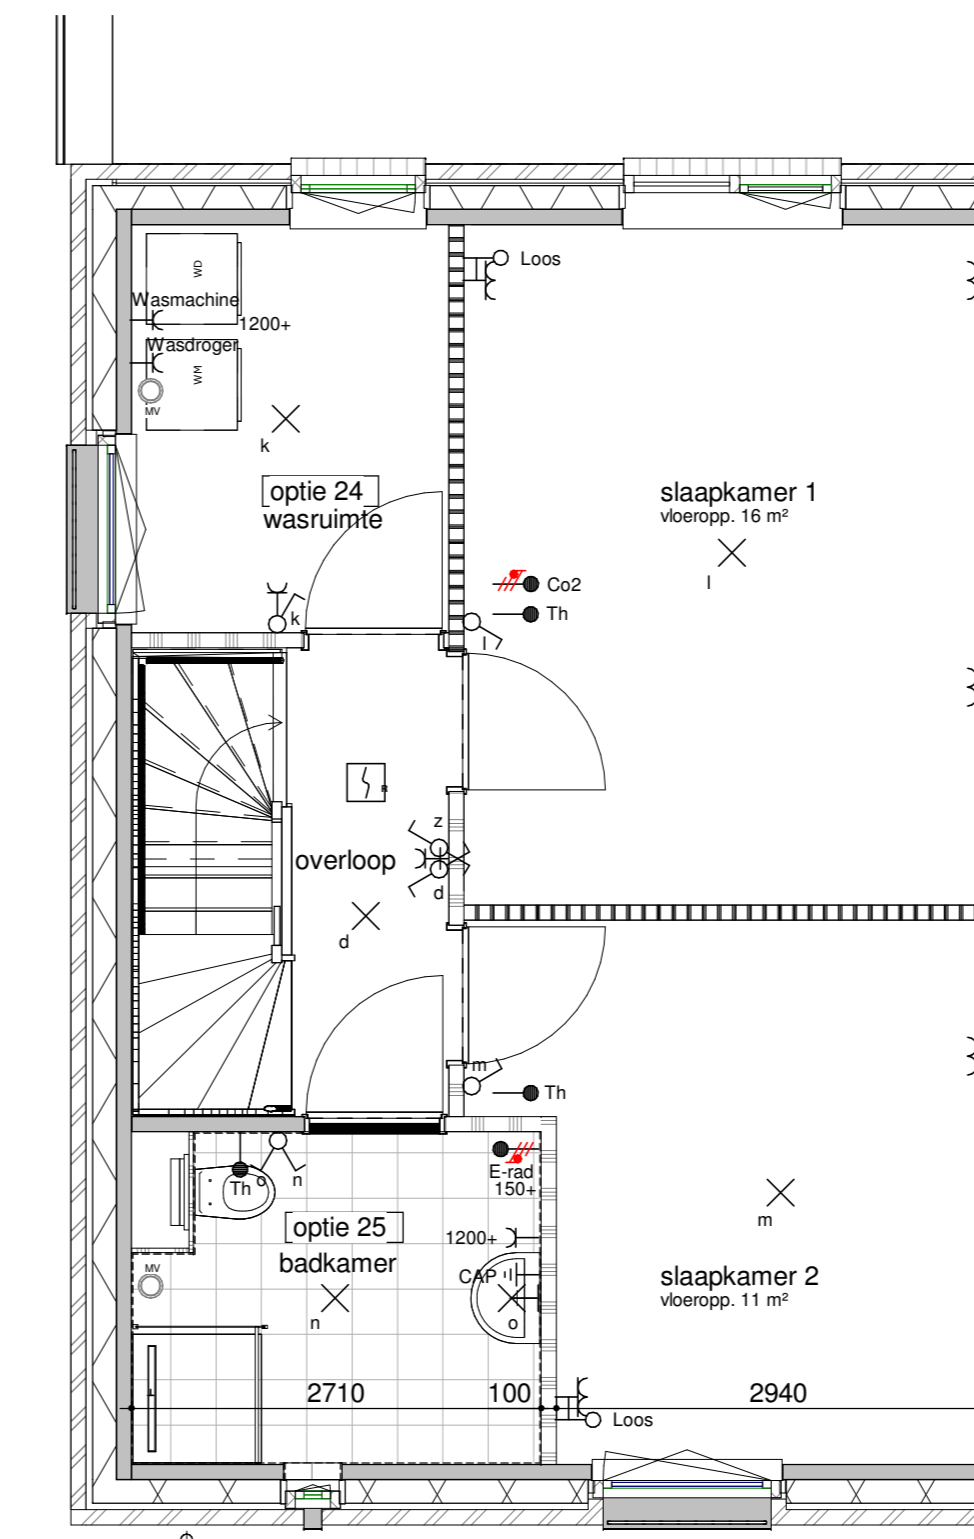 Loos
WD
Wasmachine
1200+
Wasdroger
WM
MV
k
optie 24
wasruimte
slaapkamer 1
vloeropp. 16 m²
l
Co2
Th
k
l
R
z
overloop
d
d
m
Th
Th
o
n
E-rad
150+
optie 25
1200+
badkamer
MV
CAP
n
o
m
slaapkamer 2
vloeropp. 11 m²
2710
100
2940
Loos